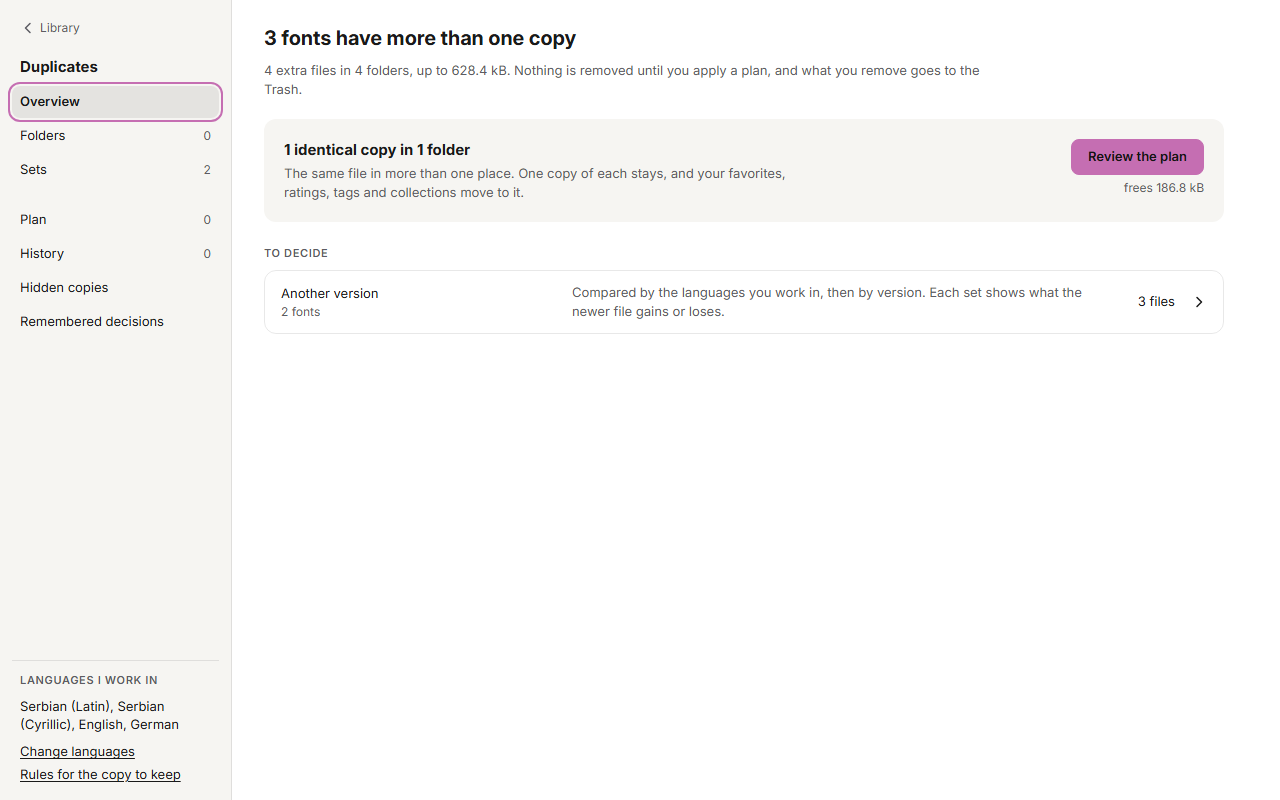 Library
Duplicates
Overview
Folders 0
Sets 2
Plan 0
History 0
Hidden copies
Remembered decisions
LANGUAGES I WORK IN
Serbian (Latin), Serbian
(Cyrillic), English, German
Change languages
Rules for the copy to keep
3 fonts have more than one copy
4 extra files in 4 folders, up to 628.4 kB. Nothing is removed until you apply a plan, and what you remove goes to the
Trash.
1 identical copy in 1 folder
The same file in more than one place. One copy of each stays, and your favorites,
ratings, tags and collections move to it.
Review the plan
frees 186.8 kB
TO DECIDE
Another version
2 fonts
Compared by the languages you work in, then by version. Each set shows what the
newer file gains or loses.
3 files